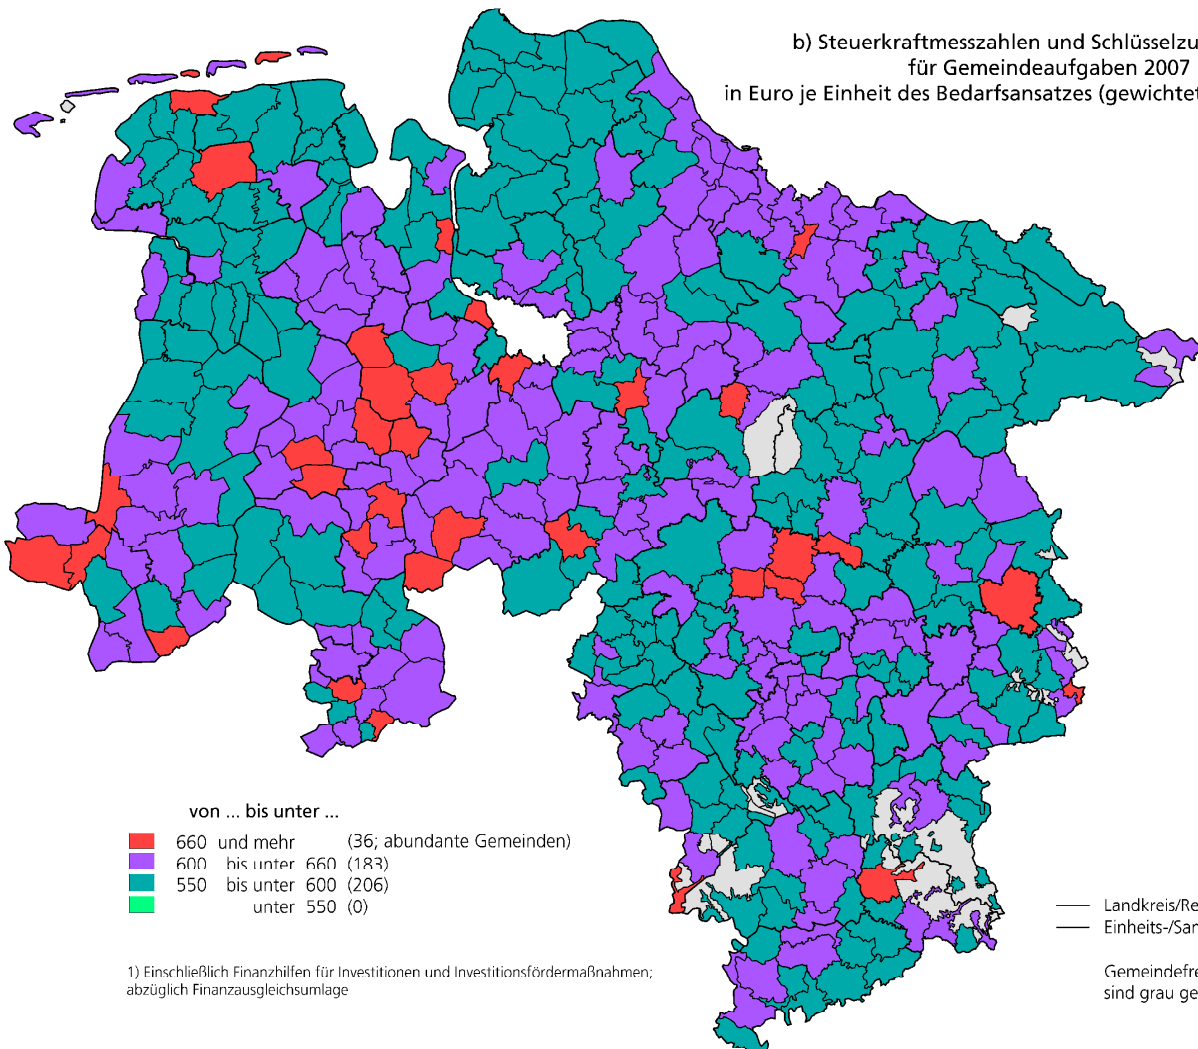 b) Steuerkraftmesszahlen und Schlüsselzu
für Gemeindeaufgaben 2007
in Euro je Einheit des Bedarfsansatzes (gewichtet
von ... bis unter ...
660 und mehr (36; abundante Gemeinden)
600 bis unter 660 (183)
550 bis unter 600 (206)
unter 550 (0)
Landkreis/Re
Einheits-/Sar
Gemeindefre
sind grau ge
1) Einschließlich Finanzhilfen für Investitionen und Investitionsfördermaßnahmen;
abzüglich Finanzausgleichsumlage